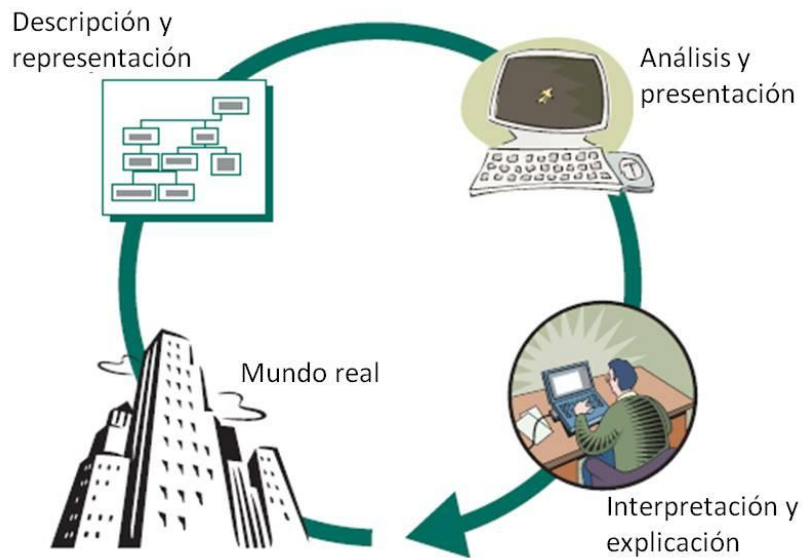 Descripción y
representación
Análisis y
presentación
Mundo real
Interpretación y
explicación